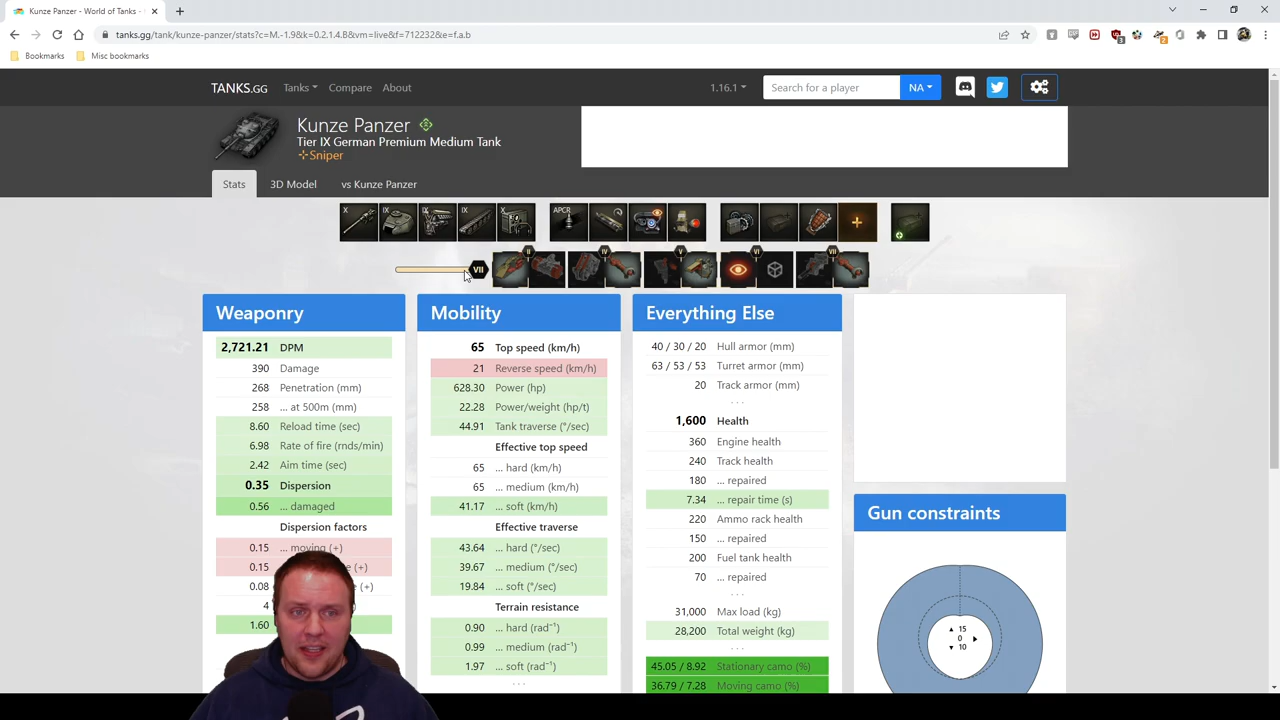 Kunze Panzer - World of Tanks -
tanks.gg/tank/kunze-panzer/stats?c=M.-1.9&k=0.2.1.4.B&vm=live&f=712232&e=f.a.b
Bookmarks Misc bookmarks
TANKS.GG Tanks Compare About 1.16.1 Search for a player NA
Kunze Panzer
Tier IX German Premium Medium Tank
Sniper
Stats 3D Model vs Kunze Panzer
X IX IX IX X APCR
VII II IV V VI VII
Weaponry
2,721.21 DPM
390 Damage
268 Penetration (mm)
258 ... at 500m (mm)
8.60 Reload time (sec)
6.98 Rate of fire (rnds/min)
2.42 Aim time (sec)
0.35 Dispersion
0.56 ... damaged
Dispersion factors
0.15 ... moving (+)
0.15 (+)
0.08 (+)
4
1.60
Mobility
65 Top speed (km/h)
21 Reverse speed (km/h)
628.30 Power (hp)
22.28 Power/weight (hp/t)
44.91 Tank traverse (°/sec)
Effective top speed
65 ... hard (km/h)
65 ... medium (km/h)
41.17 ... soft (km/h)
Effective traverse
43.64 ... hard (°/sec)
39.67 ... medium (°/sec)
19.84 ... soft (°/sec)
Terrain resistance
0.90 ... hard (rad⁻¹)
0.99 ... medium (rad⁻¹)
1.97 ... soft (rad⁻¹)
. . .
Everything Else
40 / 30 / 20 Hull armor (mm)
63 / 53 / 53 Turret armor (mm)
20 Track armor (mm)
. . .
1,600 Health
360 Engine health
240 Track health
180 ... repaired
7.34 ... repair time (s)
220 Ammo rack health
150 ... repaired
200 Fuel tank health
70 ... repaired
. . .
31,000 Max load (kg)
28,200 Total weight (kg)
. . .
45.05 / 8.92 Stationary camo (%)
36.79 / 7.28 Moving camo (%)
Gun constraints
▲ 15
0 ▶
▼ 10